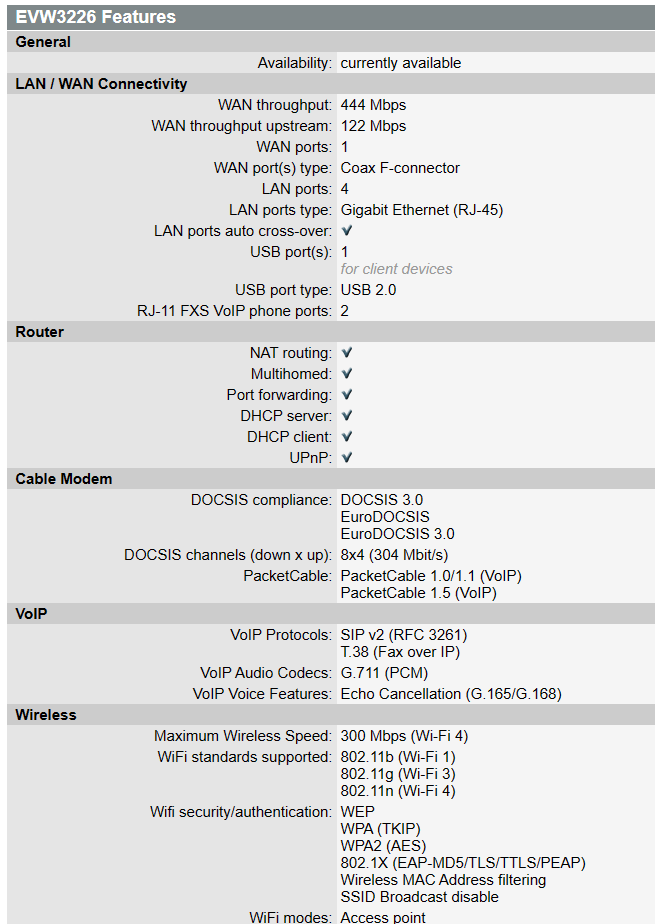 EVW3226 Features
General
Availability: currently available
LAN / WAN Connectivity
WAN throughput: 444 Mbps
WAN throughput upstream: 122 Mbps
WAN ports: 1
WAN port(s) type: Coax F-connector
LAN ports: 4
LAN ports type: Gigabit Ethernet (RJ-45)
LAN ports auto cross-over: ✔
USB port(s): 1
for client devices
USB port type: USB 2.0
RJ-11 FXS VoIP phone ports: 2
Router
NAT routing: ✔
Multihomed: ✔
Port forwarding: ✔
DHCP server: ✔
DHCP client: ✔
UPnP: ✔
Cable Modem
DOCSIS compliance: DOCSIS 3.0
EuroDOCSIS
EuroDOCSIS 3.0
DOCSIS channels (down x up): 8x4 (304 Mbit/s)
PacketCable: PacketCable 1.0/1.1 (VoIP)
PacketCable 1.5 (VoIP)
VoIP
VoIP Protocols: SIP v2 (RFC 3261)
T.38 (Fax over IP)
VoIP Audio Codecs: G.711 (PCM)
VoIP Voice Features: Echo Cancellation (G.165/G.168)
Wireless
Maximum Wireless Speed: 300 Mbps (Wi-Fi 4)
WiFi standards supported: 802.11b (Wi-Fi 1)
802.11g (Wi-Fi 3)
802.11n (Wi-Fi 4)
Wifi security/authentication: WEP
WPA (TKIP)
WPA2 (AES)
802.1X (EAP-MD5/TLS/TTLS/PEAP)
Wireless MAC Address filtering
SSID Broadcast disable
WiFi modes: Access point